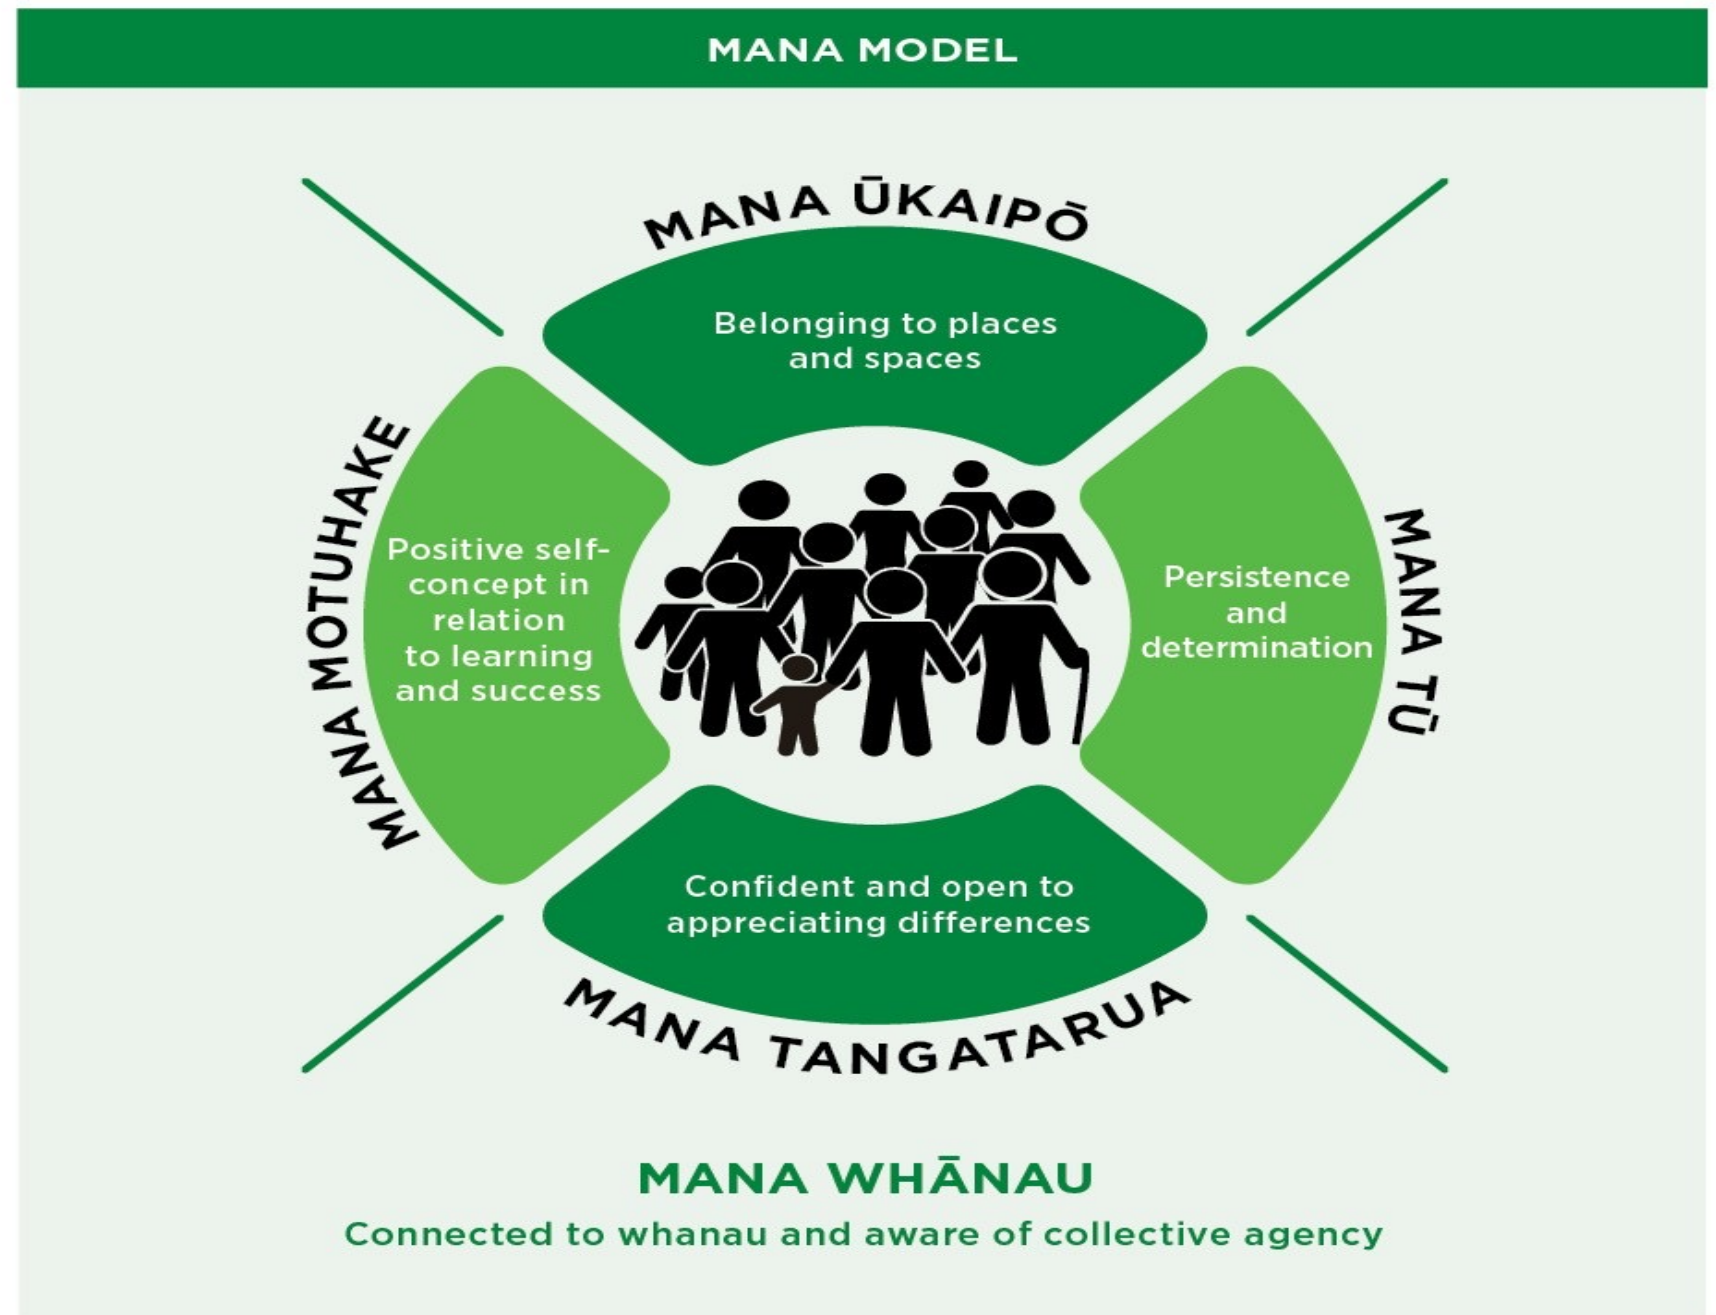 MANA MODEL
MANA ŪKAIPŌ
Belonging to places
and spaces
MANA MOTUHAKE
Positive self-
concept in
relation
to learning
and success
Persistence
and
determination
MANA TŪ
Confident and open to
appreciating differences
MANA TANGATARUA
MANA WHĀNAU
Connected to whanau and aware of collective agency